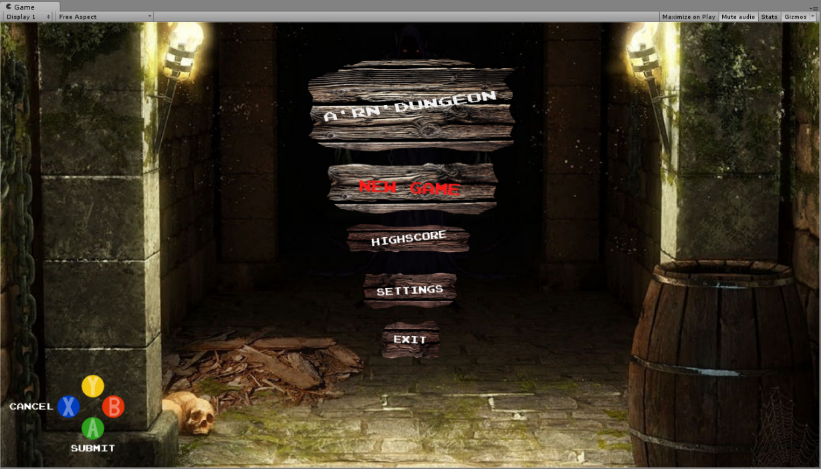 Game
Display 1
Free Aspect
Maximize on Play
Mute audio
Stats
Gizmos
A'RN'DUNGEON
NEW GAME
HIGHSCORE
SETTINGS
EXIT
Y
CANCEL X B
A
SUBMIT